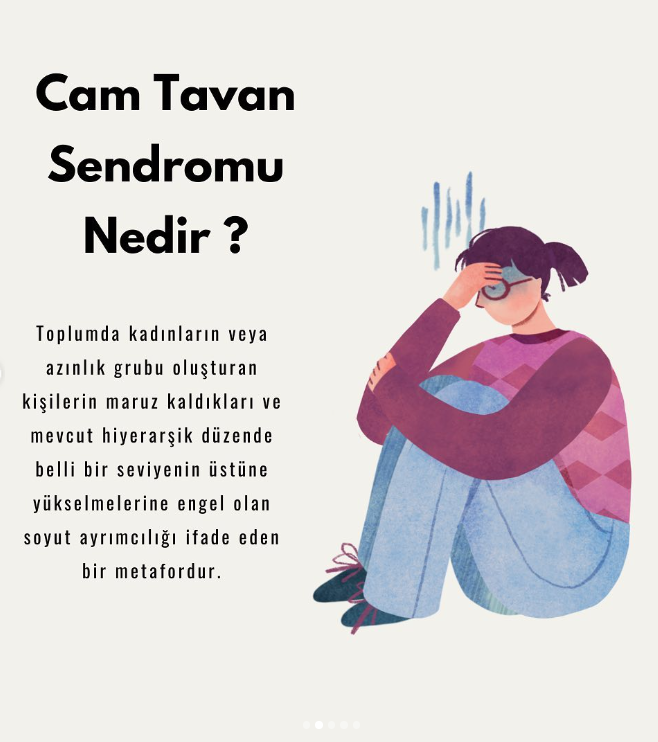 Cam Tavan
Sendromu
Nedir ?
Toplumda kadınların veya
azınlık grubu oluşturan
kişilerin maruz kaldıkları ve
mevcut hiyerarşik düzende
belli bir seviyenin üstüne
yükselmelerine engel olan
soyut ayrımcılığı ifade eden
bir metafordur.